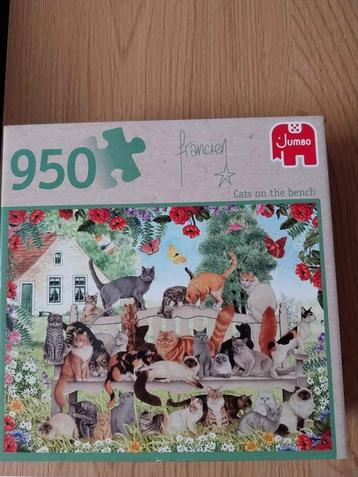 950
francien
Jumbo
Cats on the bench